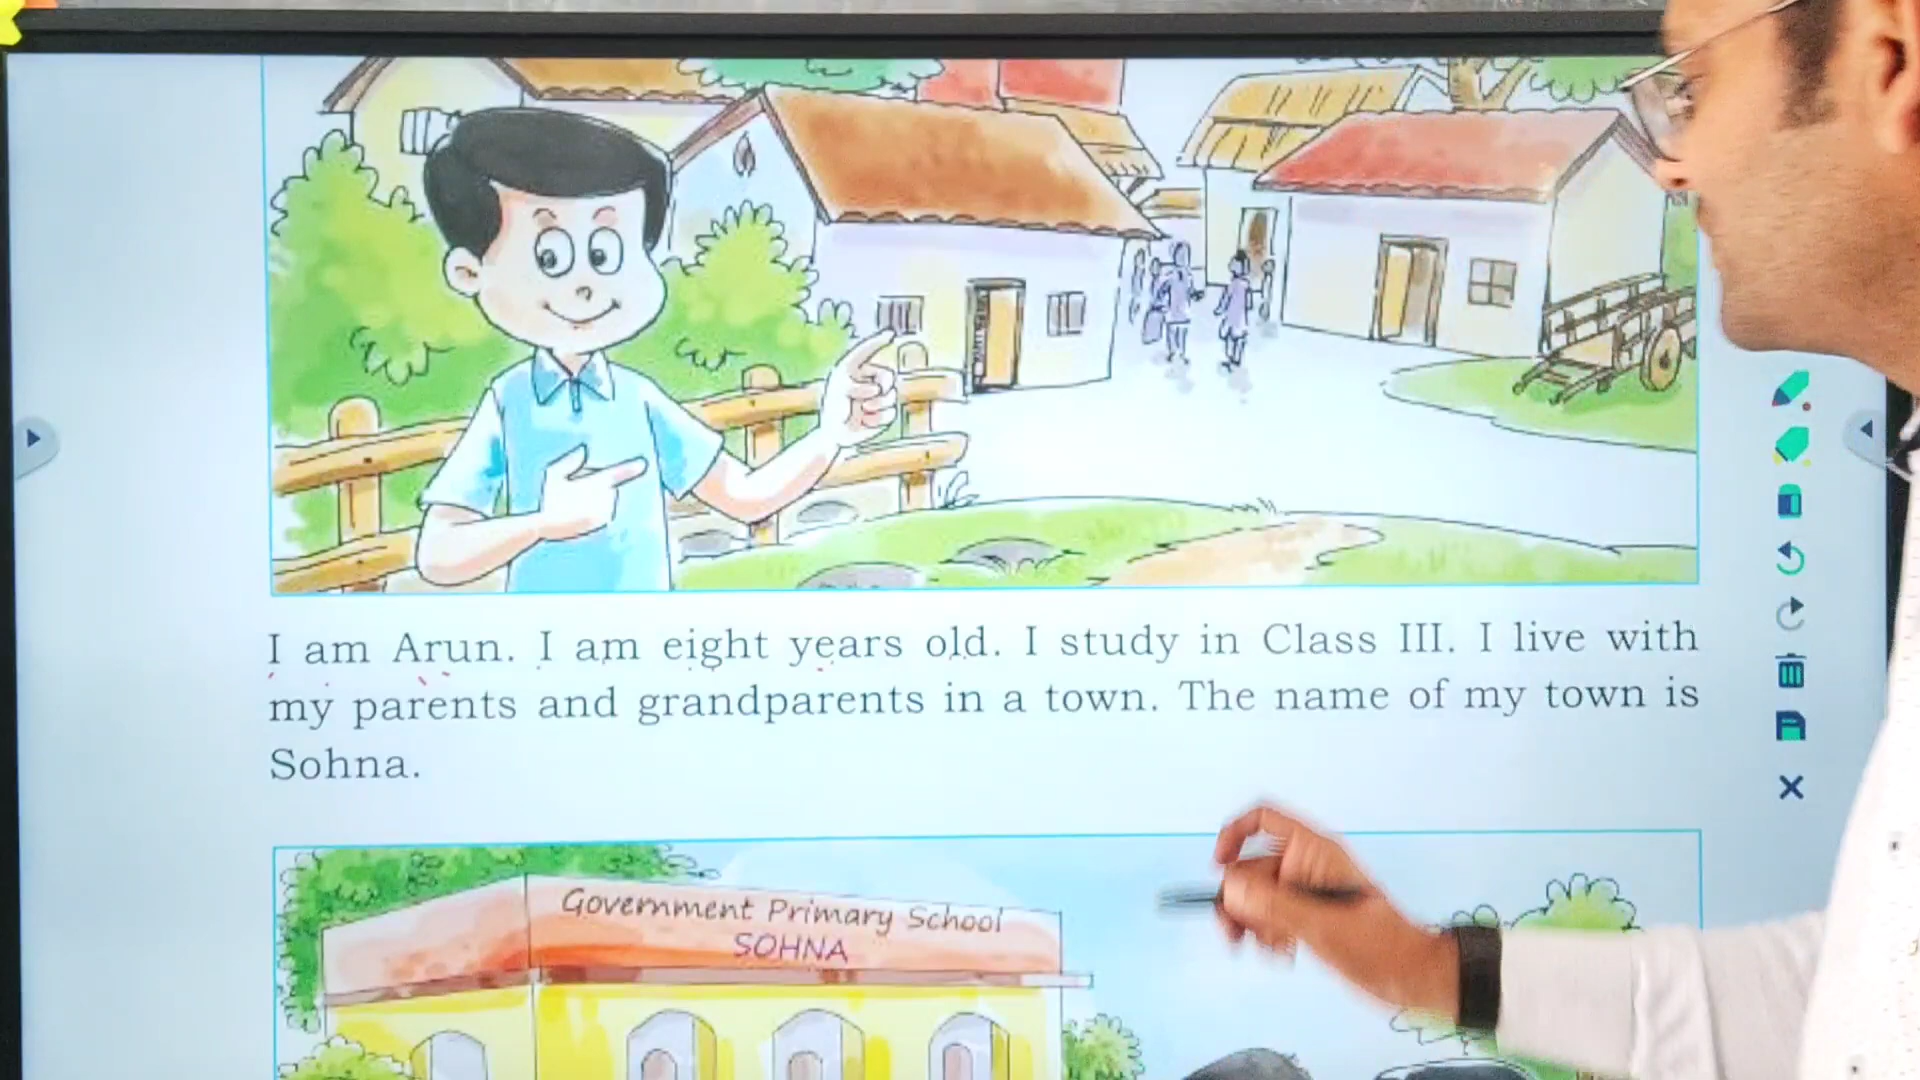 I am Arun. I am eight years old. I study in Class III. I live with
my parents and grandparents in a town. The name of my town is
Sohna.
Government Primary School
SOHNA